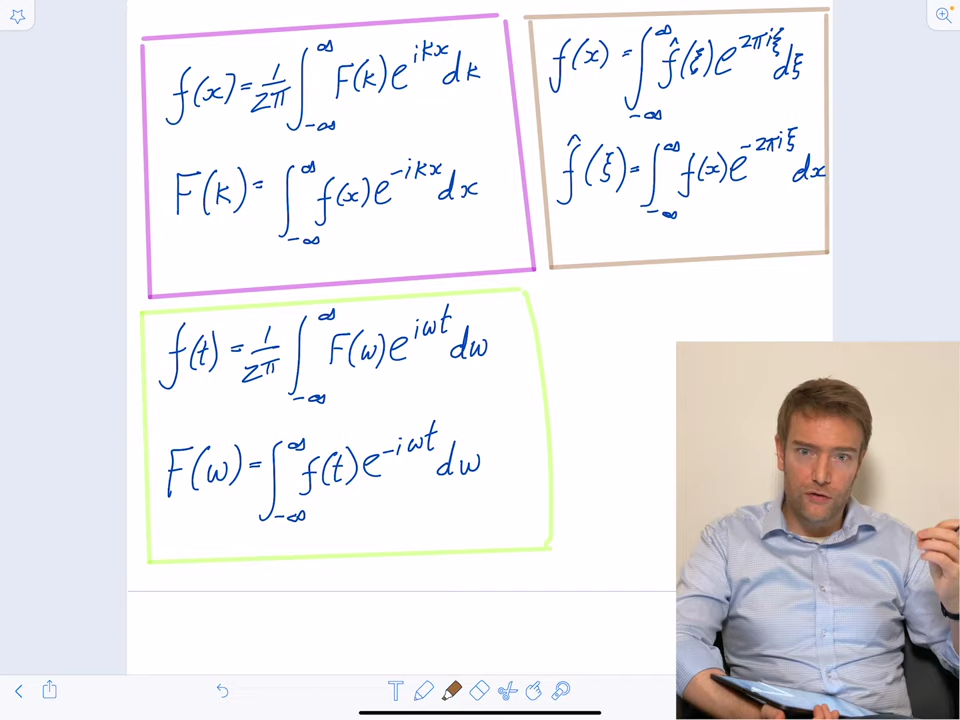 f(x) = 1/2π ∫_{-∞}^{∞} F(k) e^{ikx} dk
F(k) = ∫_{-∞}^{∞} f(x) e^{-ikx} dx
f(x) = ∫_{-∞}^{∞} f̂(ξ) e^{2πiξ} dξ
f̂(ξ) = ∫_{-∞}^{∞} f(x) e^{-2πiξ} dx
f(t) = 1/2π ∫_{-∞}^{∞} F(ω) e^{iωt} dω
F(ω) = ∫_{-∞}^{∞} f(t) e^{-iωt} dω